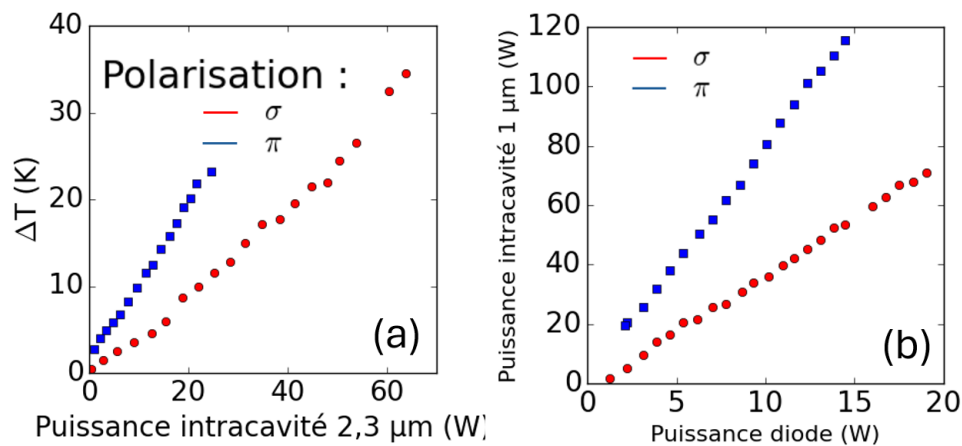 40
30
20
10
0
ΔT (K)
Polarisation :
σ
π
(a)
0 20 40 60
Puissance intracavité 2,3 µm (W)
120
100
80
60
40
20
0
Puissance intracavité 1 µm (W)
σ
π
(b)
0 5 10 15 20
Puissance diode (W)